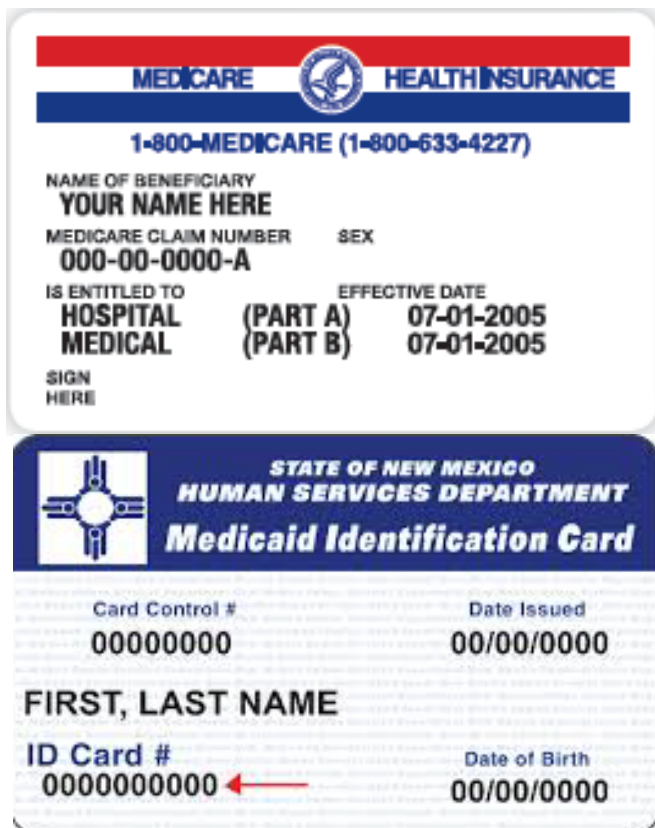 MEDICARE HEALTH INSURANCE
1-800-MEDICARE (1-800-633-4227)
NAME OF BENEFICIARY
YOUR NAME HERE
MEDICARE CLAIM NUMBER SEX
000-00-0000-A
IS ENTITLED TO EFFECTIVE DATE
HOSPITAL (PART A) 07-01-2005
MEDICAL (PART B) 07-01-2005
SIGN
HERE
STATE OF NEW MEXICO
HUMAN SERVICES DEPARTMENT
Medicaid Identification Card
Card Control # Date Issued
00000000 00/00/0000
FIRST, LAST NAME
ID Card # Date of Birth
0000000000 00/00/0000